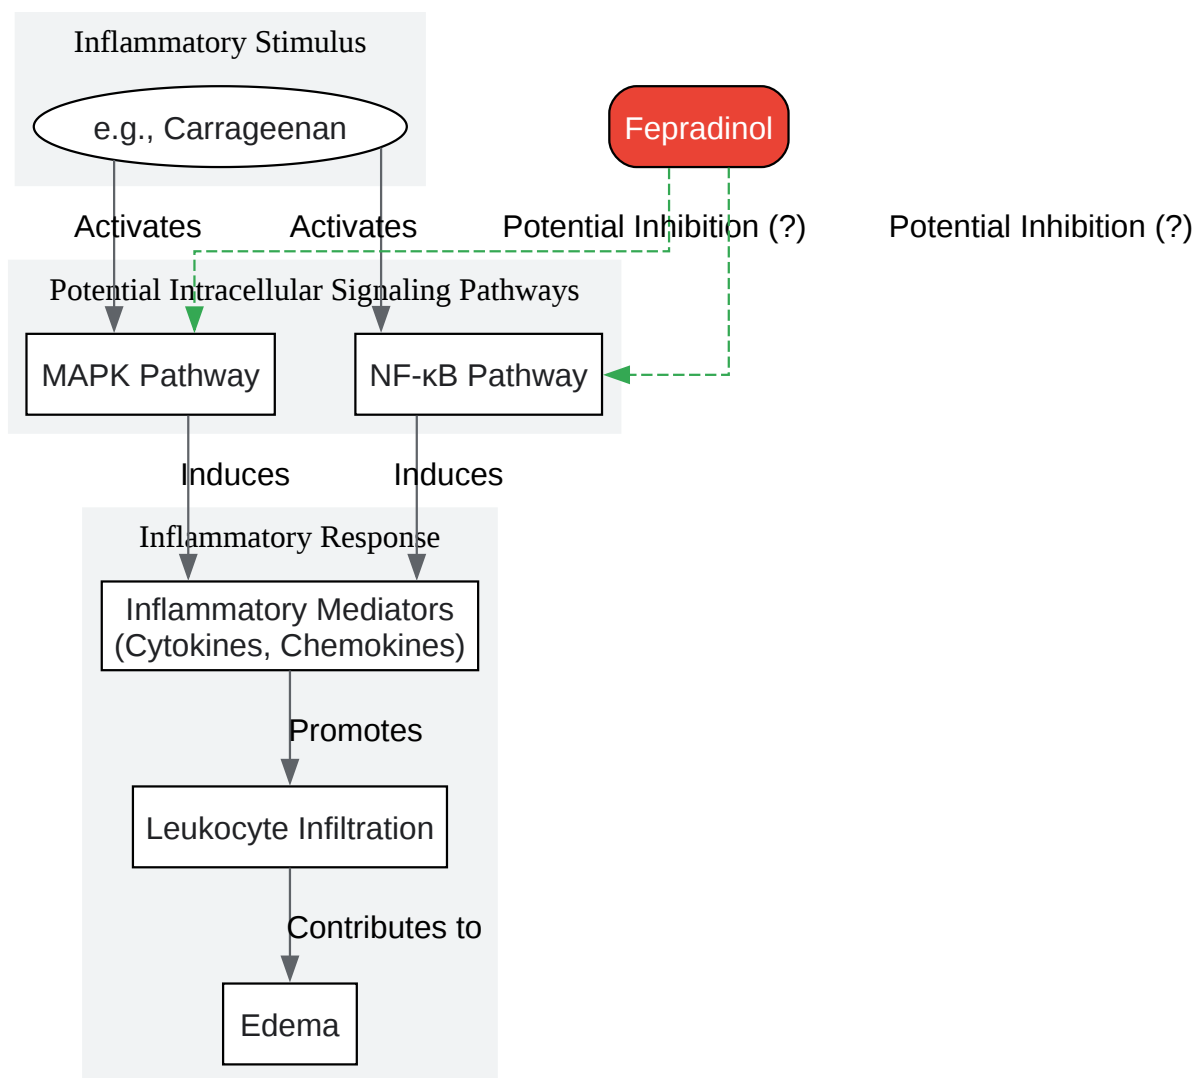 Inflammatory Stimulus
e.g., Carrageenan
Fepradinol
Activates
Activates
Potential Inhibition (?)
Potential Inhibition (?)
Potential Intracellular Signaling Pathways
MAPK Pathway
NF-κB Pathway
Induces
Induces
Inflammatory Response
Inflammatory Mediators
(Cytokines, Chemokines)
Promotes
Leukocyte Infiltration
Contributes to
Edema